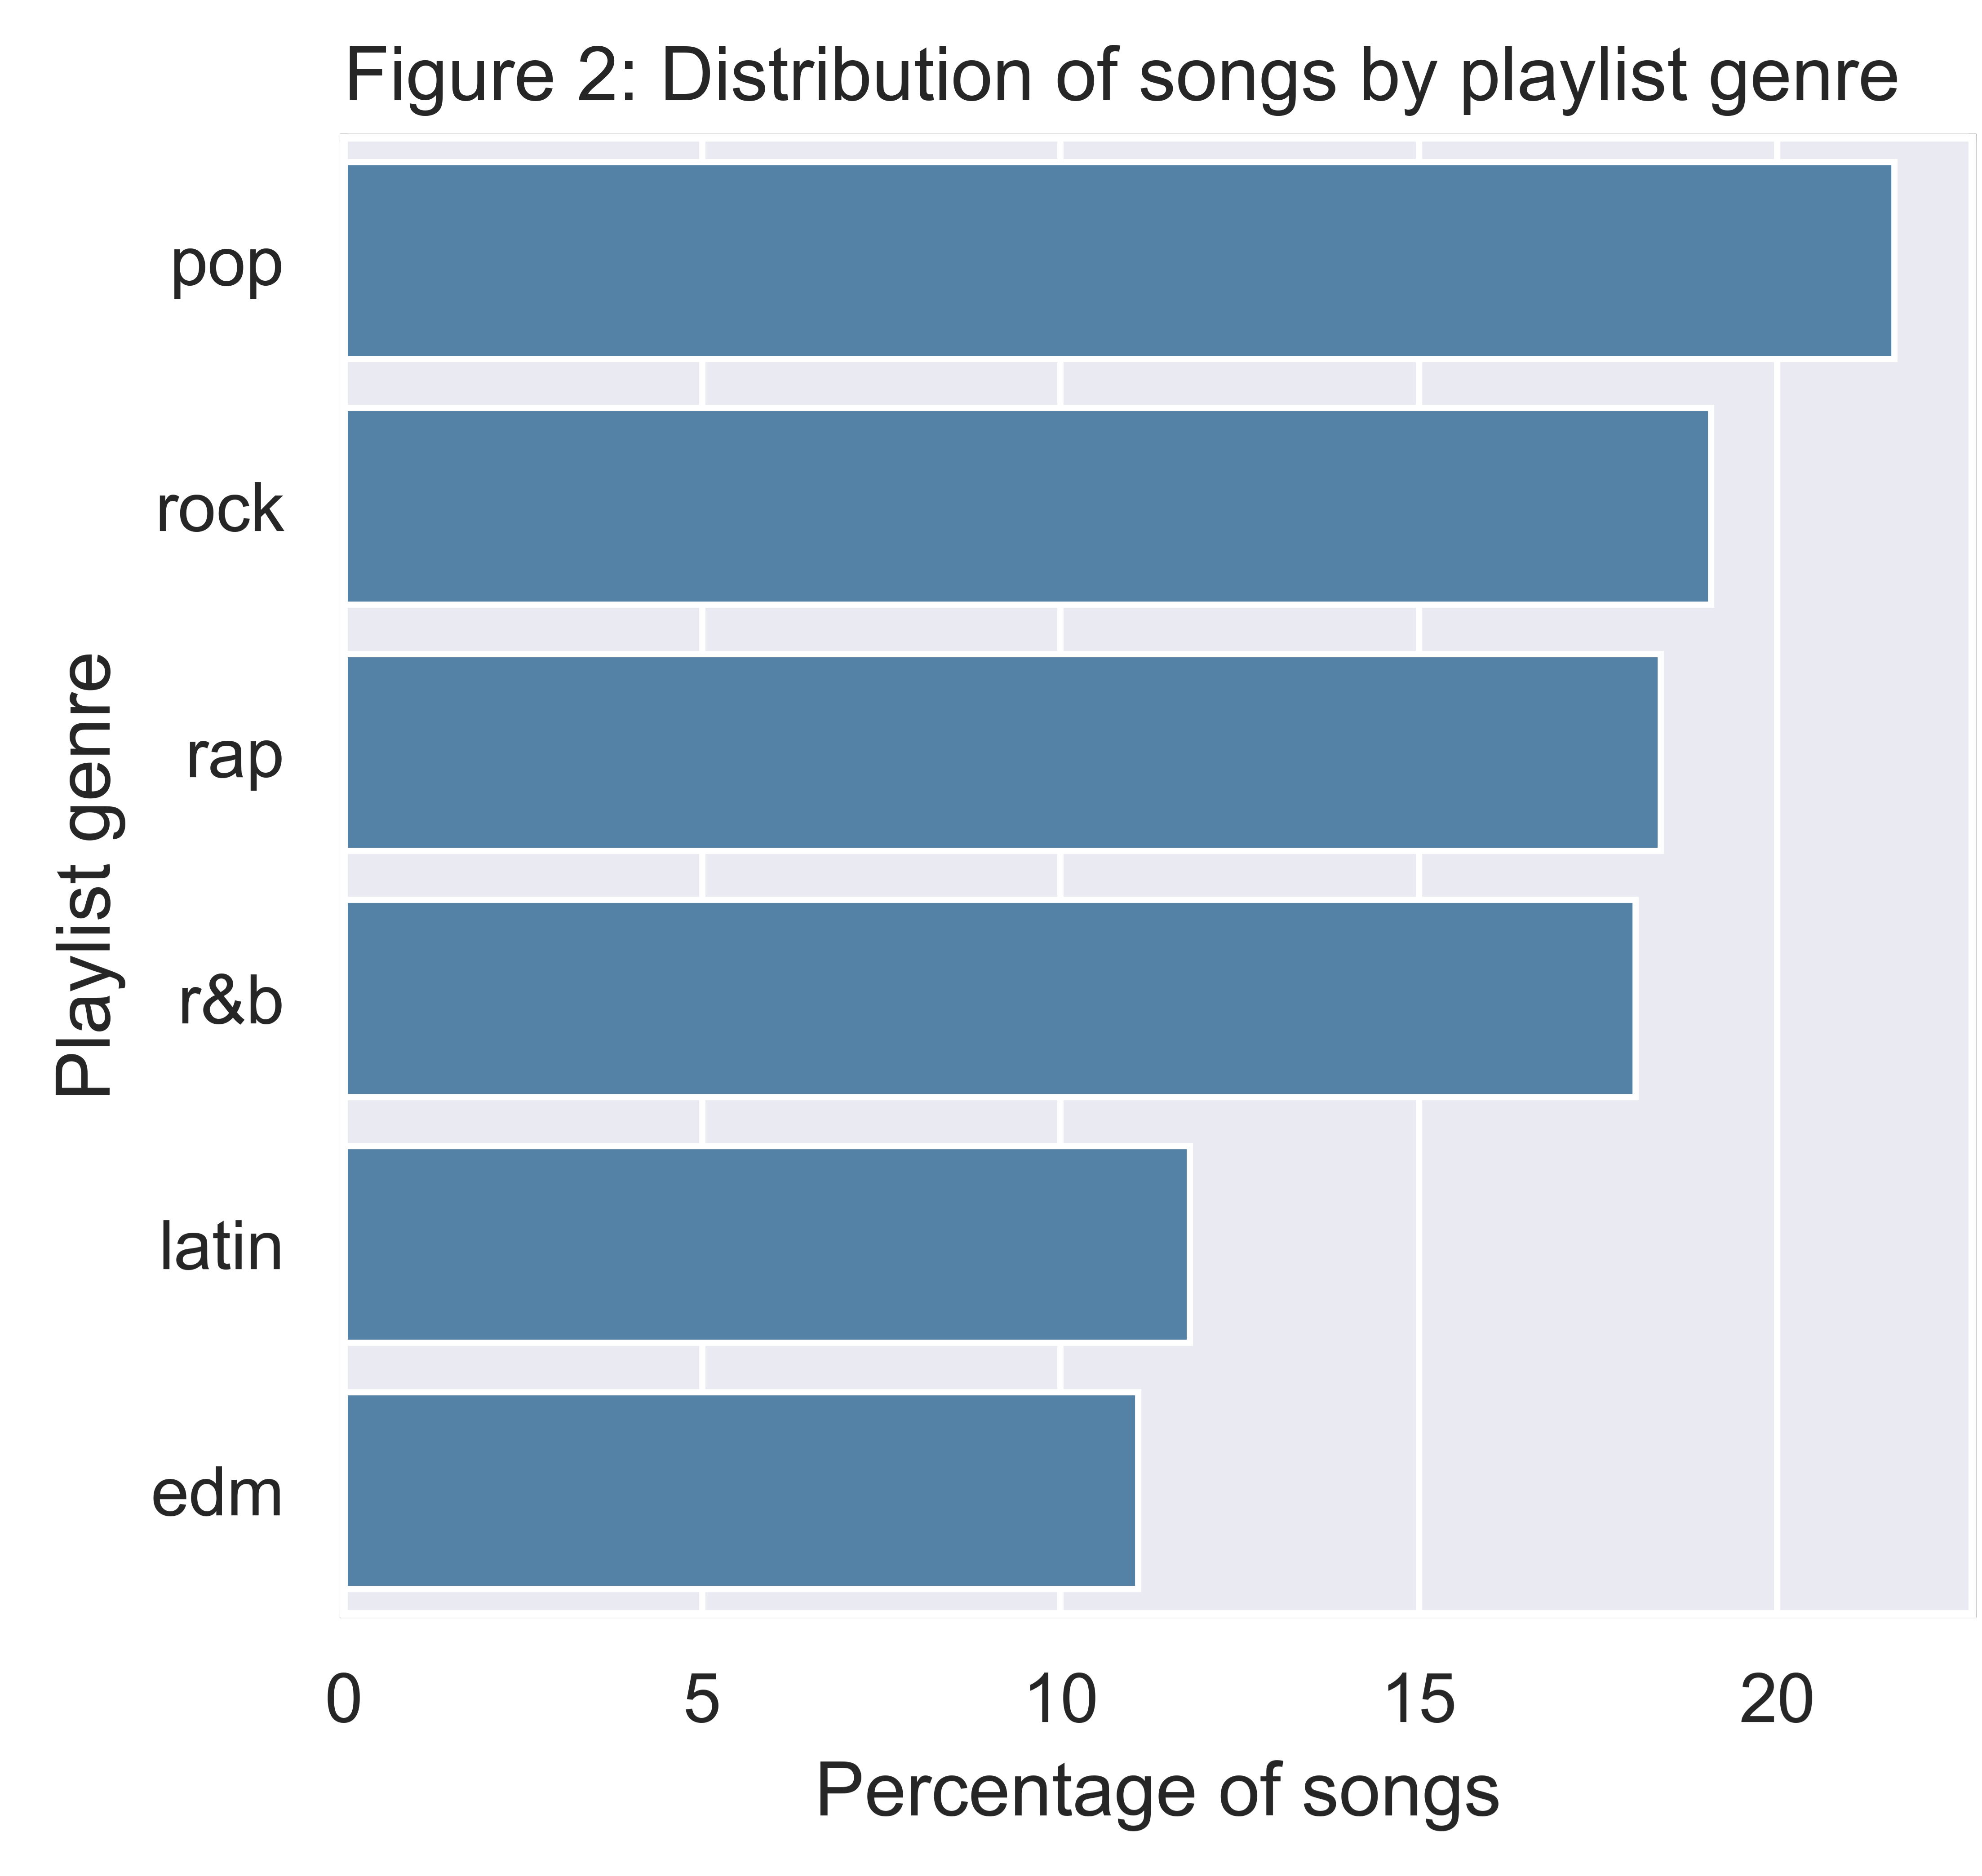 Figure 2: Distribution of songs by playlist genre
pop
rock
rap
r&b
latin
edm
Playlist genre
0 5 10 15 20
Percentage of songs